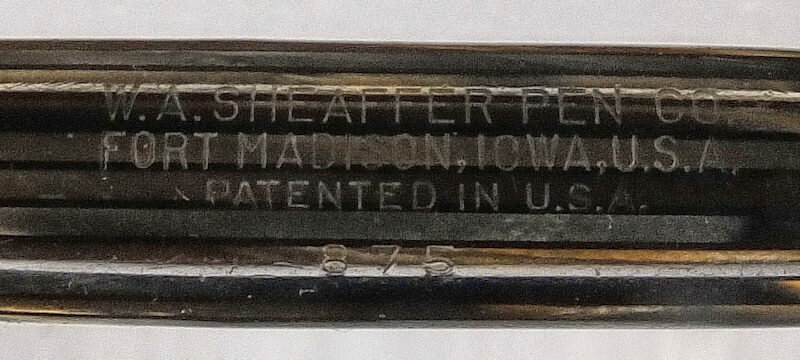 W.A. SHEAFFER PEN CO
FORT MADISON, IOWA, U.S.A.
PATENTED IN U.S.A.
875